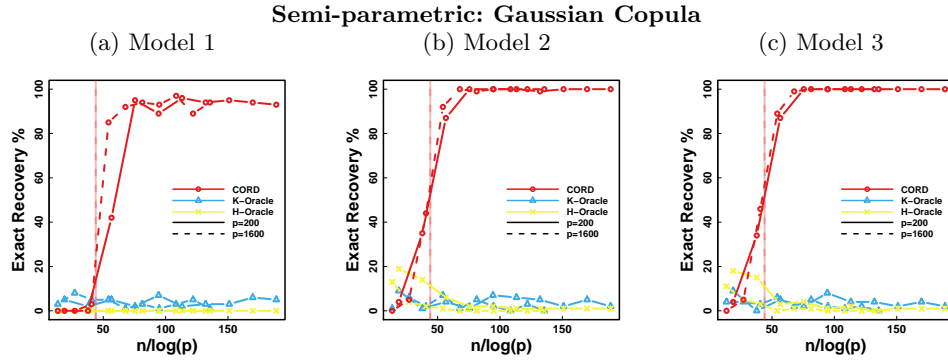 Semi-parametric: Gaussian Copula
(a) Model 1
(b) Model 2
(c) Model 3
Exact Recovery %
0 20 40 60 80 100
CORD
K-Oracle
H-Oracle
p=200
p=1600
50 100 150
n/log(p)
Exact Recovery %
0 20 40 60 80 100
CORD
K-Oracle
H-Oracle
p=200
p=1600
50 100 150
n/log(p)
Exact Recovery %
0 20 40 60 80 100
CORD
K-Oracle
H-Oracle
p=200
p=1600
50 100 150
n/log(p)